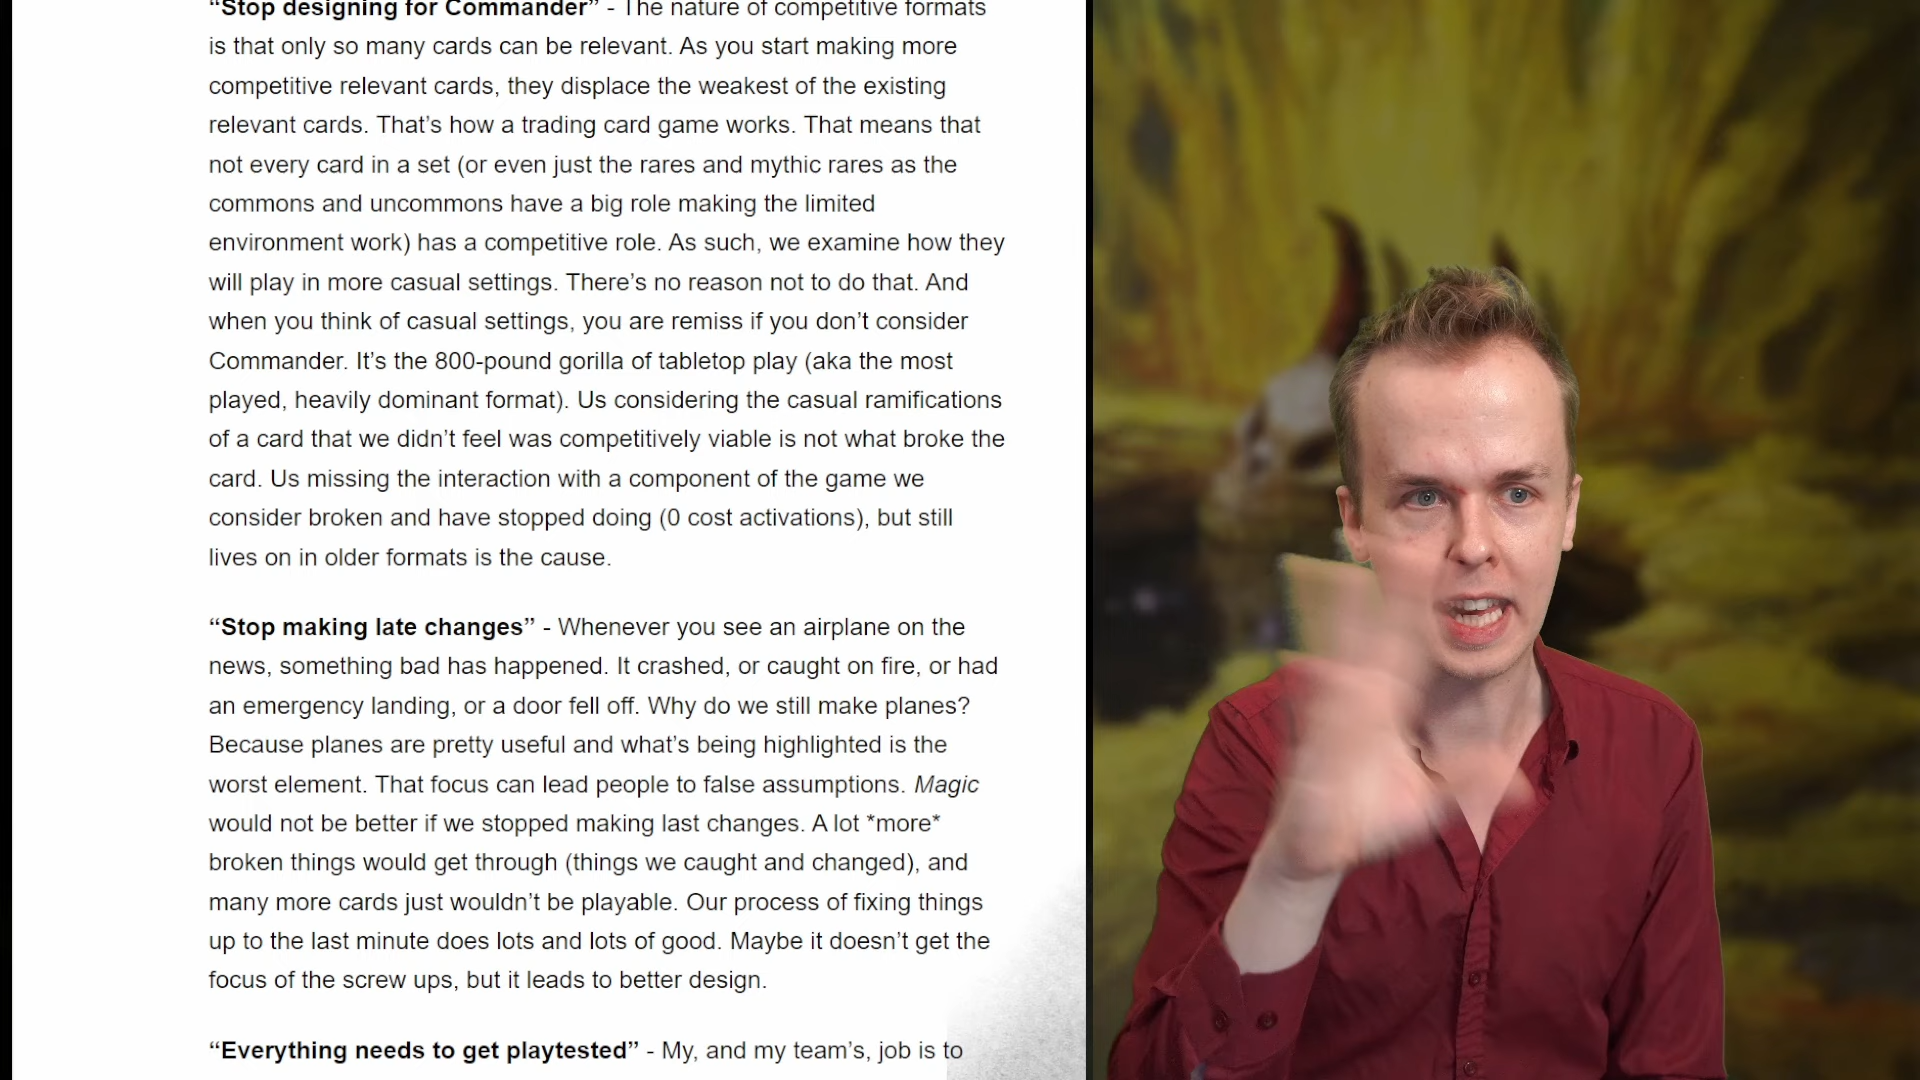 “Stop designing for Commander” - The nature of competitive formats
is that only so many cards can be relevant. As you start making more
competitive relevant cards, they displace the weakest of the existing
relevant cards. That’s how a trading card game works. That means that
not every card in a set (or even just the rares and mythic rares as the
commons and uncommons have a big role making the limited
environment work) has a competitive role. As such, we examine how they
will play in more casual settings. There’s no reason not to do that. And
when you think of casual settings, you are remiss if you don’t consider
Commander. It’s the 800-pound gorilla of tabletop play (aka the most
played, heavily dominant format). Us considering the casual ramifications
of a card that we didn’t feel was competitively viable is not what broke the
card. Us missing the interaction with a component of the game we
consider broken and have stopped doing (0 cost activations), but still
lives on in older formats is the cause.
“Stop making late changes” - Whenever you see an airplane on the
news, something bad has happened. It crashed, or caught on fire, or had
an emergency landing, or a door fell off. Why do we still make planes?
Because planes are pretty useful and what’s being highlighted is the
worst element. That focus can lead people to false assumptions. Magic
would not be better if we stopped making last changes. A lot *more*
broken things would get through (things we caught and changed), and
many more cards just wouldn’t be playable. Our process of fixing things
up to the last minute does lots and lots of good. Maybe it doesn’t get the
focus of the screw ups, but it leads to better design.
“Everything needs to get playtested” - My, and my team’s, job is to